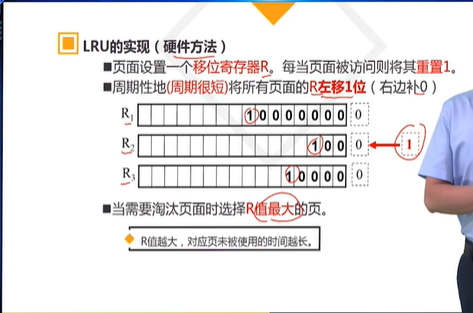 LRU的实现（硬件方法）
■页面设置一个移位寄存器R。每当页面被访问则将其重置1。
■周期性地(周期很短)将所有页面的R左移1位（右边补0）
R1 1 0 0 0 0 0 0 0 0
R2 1 0 0 0 1
R3 1 0 0 0 0 0
■当需要淘汰页面时选择R值最大的页。
R值越大，对应页未被使用的时间越长。